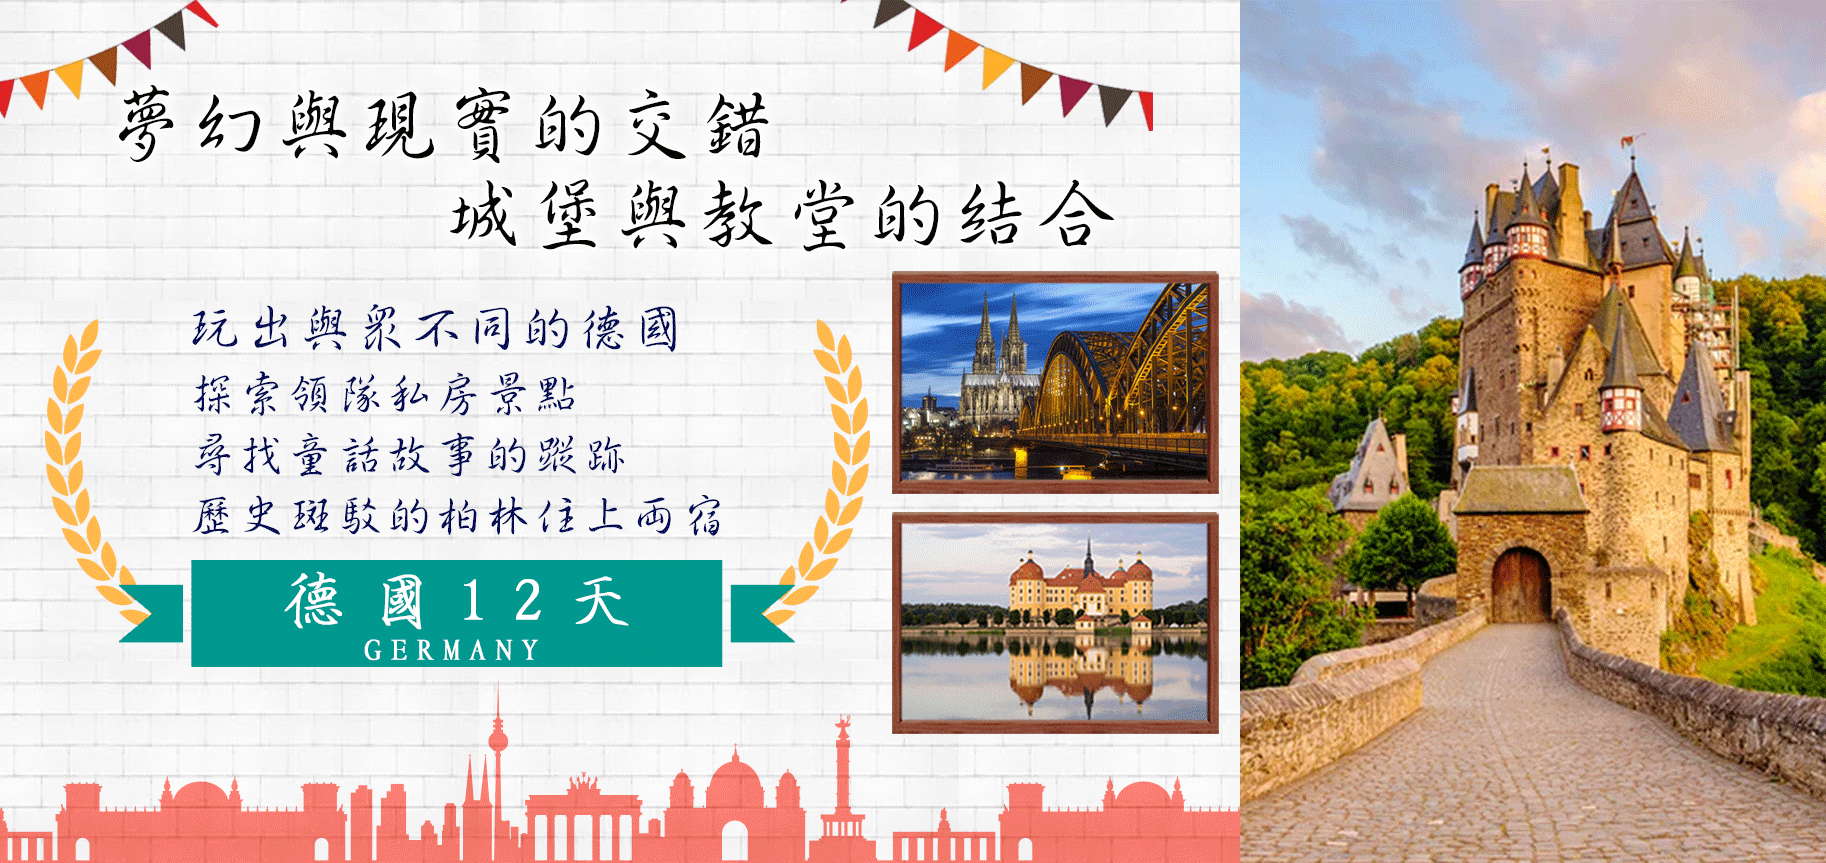 夢幻與現實的交錯
城堡與教堂的結合
玩出與眾不同的德國
探索領隊私房景點
尋找童話故事的蹤跡
歷史斑駁的柏林住上兩宿
德國12天
GERMANY